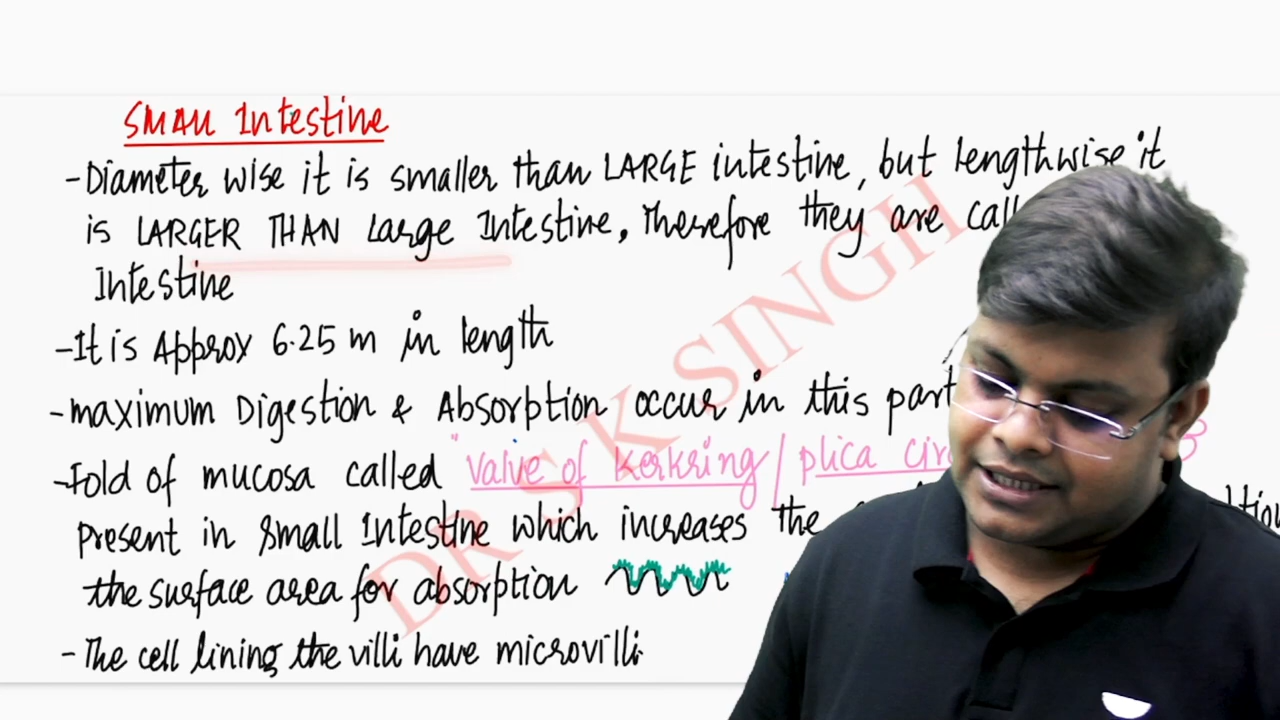 SMALL Intestine
- Diameter wise it is smaller than LARGE intestine, but lengthwise it
is LARGER THAN Large Intestine, Therefore they are
Intestine
- It is Approx 6.25 m in length
- maximum Digestion & Absorption occur in this part
- Fold of mucosa called "valve of Kerkring / plica
present in small Intestine which increases the
the surface area for absorption
- The cell lining the villi have microvilli
DR S K SINGH